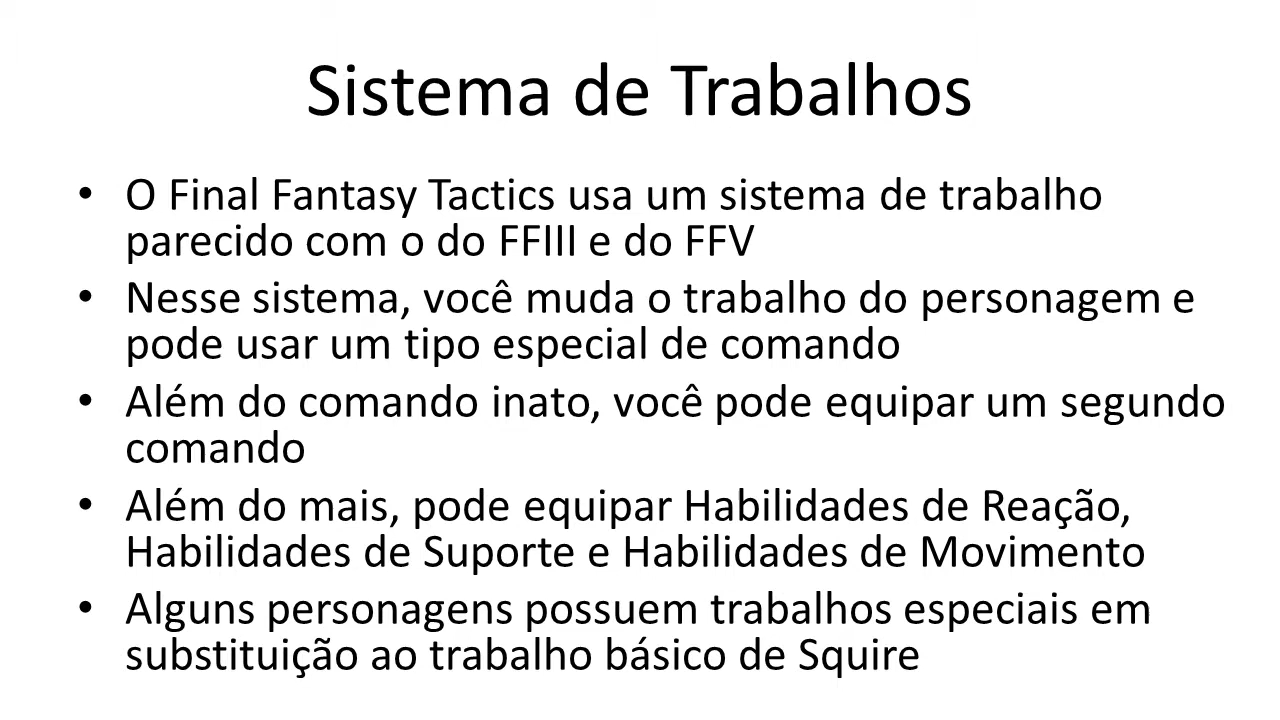 Sistema de Trabalhos
• O Final Fantasy Tactics usa um sistema de trabalho
parecido com o do FFIII e do FFV
• Nesse sistema, você muda o trabalho do personagem e
pode usar um tipo especial de comando
• Além do comando inato, você pode equipar um segundo
comando
• Além do mais, pode equipar Habilidades de Reação,
Habilidades de Suporte e Habilidades de Movimento
• Alguns personagens possuem trabalhos especiais em
substituição ao trabalho básico de Squire